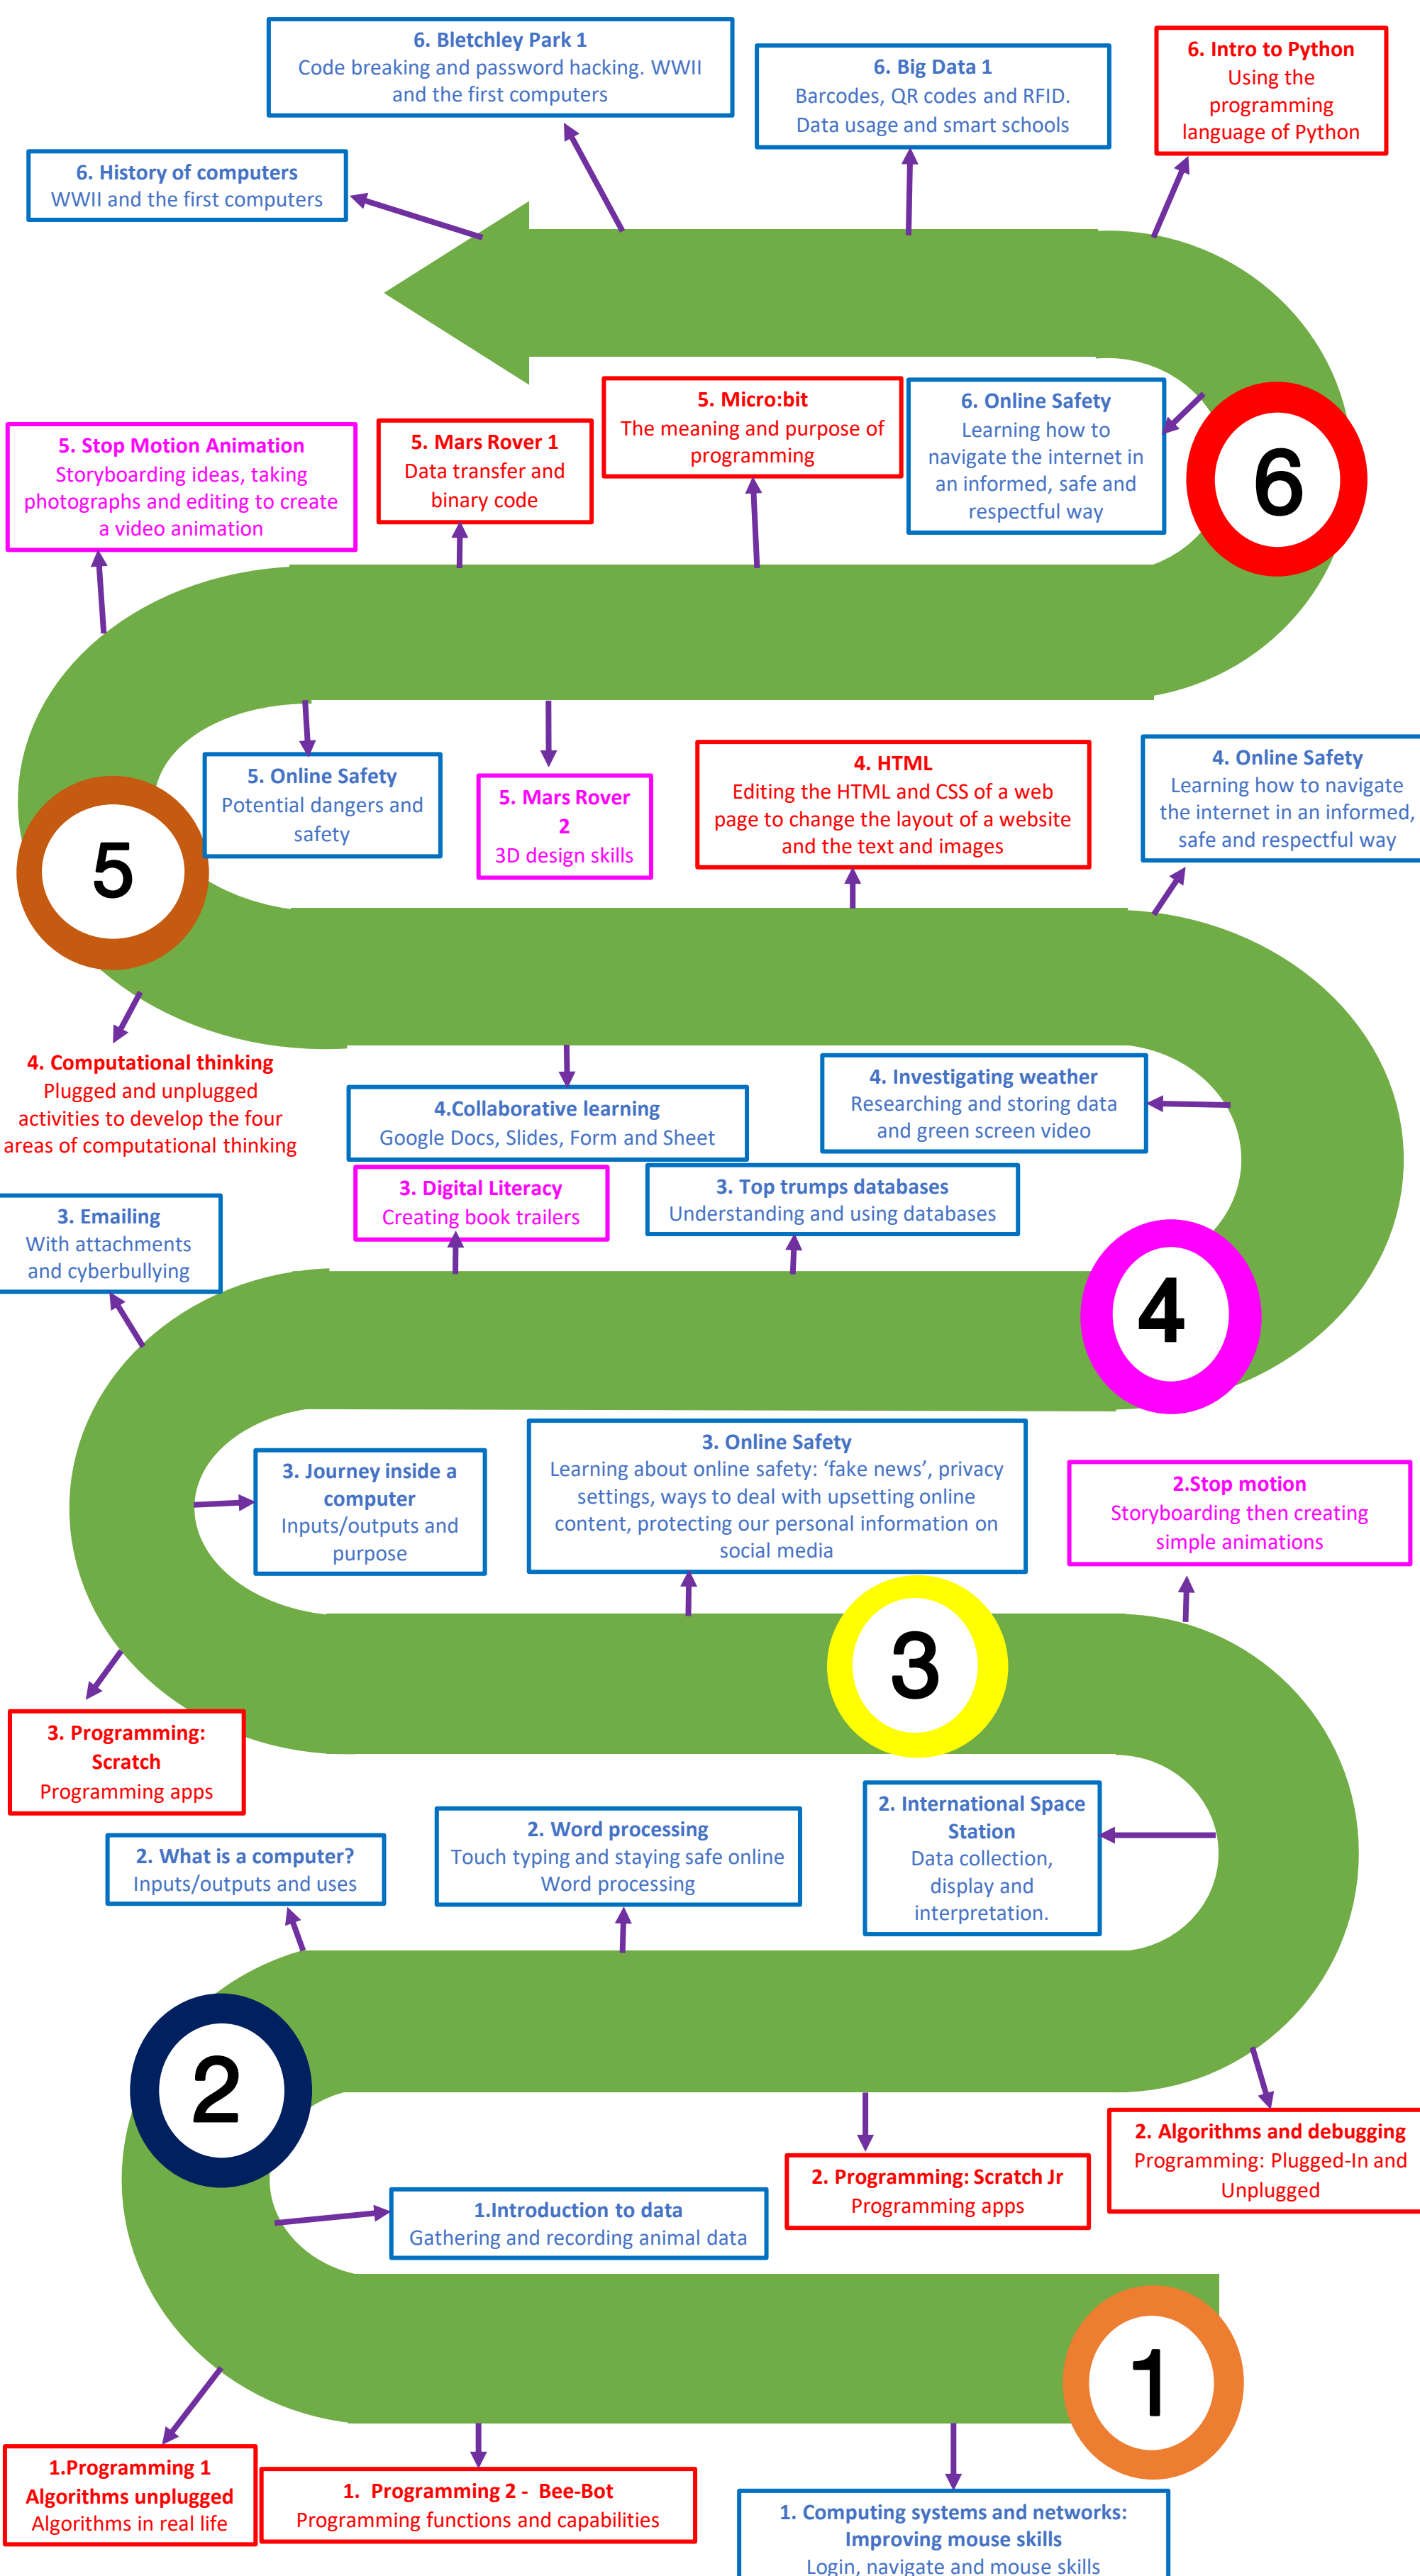 6. Bletchley Park 1
Code breaking and password hacking. WWII
and the first computers
6. Big Data 1
Barcodes, QR codes and RFID.
Data usage and smart schools
6. Intro to Python
Using the
programming
language of Python
6. History of computers
WWII and the first computers
5. Stop Motion Animation
Storyboarding ideas, taking
photographs and editing to create
a video animation
5. Mars Rover 1
Data transfer and
binary code
5. Micro:bit
The meaning and purpose of
programming
6. Online Safety
Learning how to
navigate the internet in
an informed, safe and
respectful way
6
5. Online Safety
Potential dangers and
safety
5. Mars Rover
2
3D design skills
4. HTML
Editing the HTML and CSS of a web
page to change the layout of a website
and the text and images
4. Online Safety
Learning how to navigate
the internet in an informed,
safe and respectful way
5
4. Computational thinking
Plugged and unplugged
activities to develop the four
areas of computational thinking
4.Collaborative learning
Google Docs, Slides, Form and Sheet
4. Investigating weather
Researching and storing data
and green screen video
3. Emailing
With attachments
and cyberbullying
3. Digital Literacy
Creating book trailers
3. Top trumps databases
Understanding and using databases
4
3. Journey inside a
computer
Inputs/outputs and
purpose
3. Online Safety
Learning about online safety: ‘fake news’, privacy
settings, ways to deal with upsetting online
content, protecting our personal information on
social media
2.Stop motion
Storyboarding then creating
simple animations
3
3. Programming:
Scratch
Programming apps
2. What is a computer?
Inputs/outputs and uses
2. Word processing
Touch typing and staying safe online
Word processing
2. International Space
Station
Data collection,
display and
interpretation.
2
2. Programming: Scratch Jr
Programming apps
2. Algorithms and debugging
Programming: Plugged-In and
Unplugged
1.Introduction to data
Gathering and recording animal data
1
1.Programming 1
Algorithms unplugged
Algorithms in real life
1. Programming 2 - Bee-Bot
Programming functions and capabilities
1. Computing systems and networks:
Improving mouse skills
Login, navigate and mouse skills